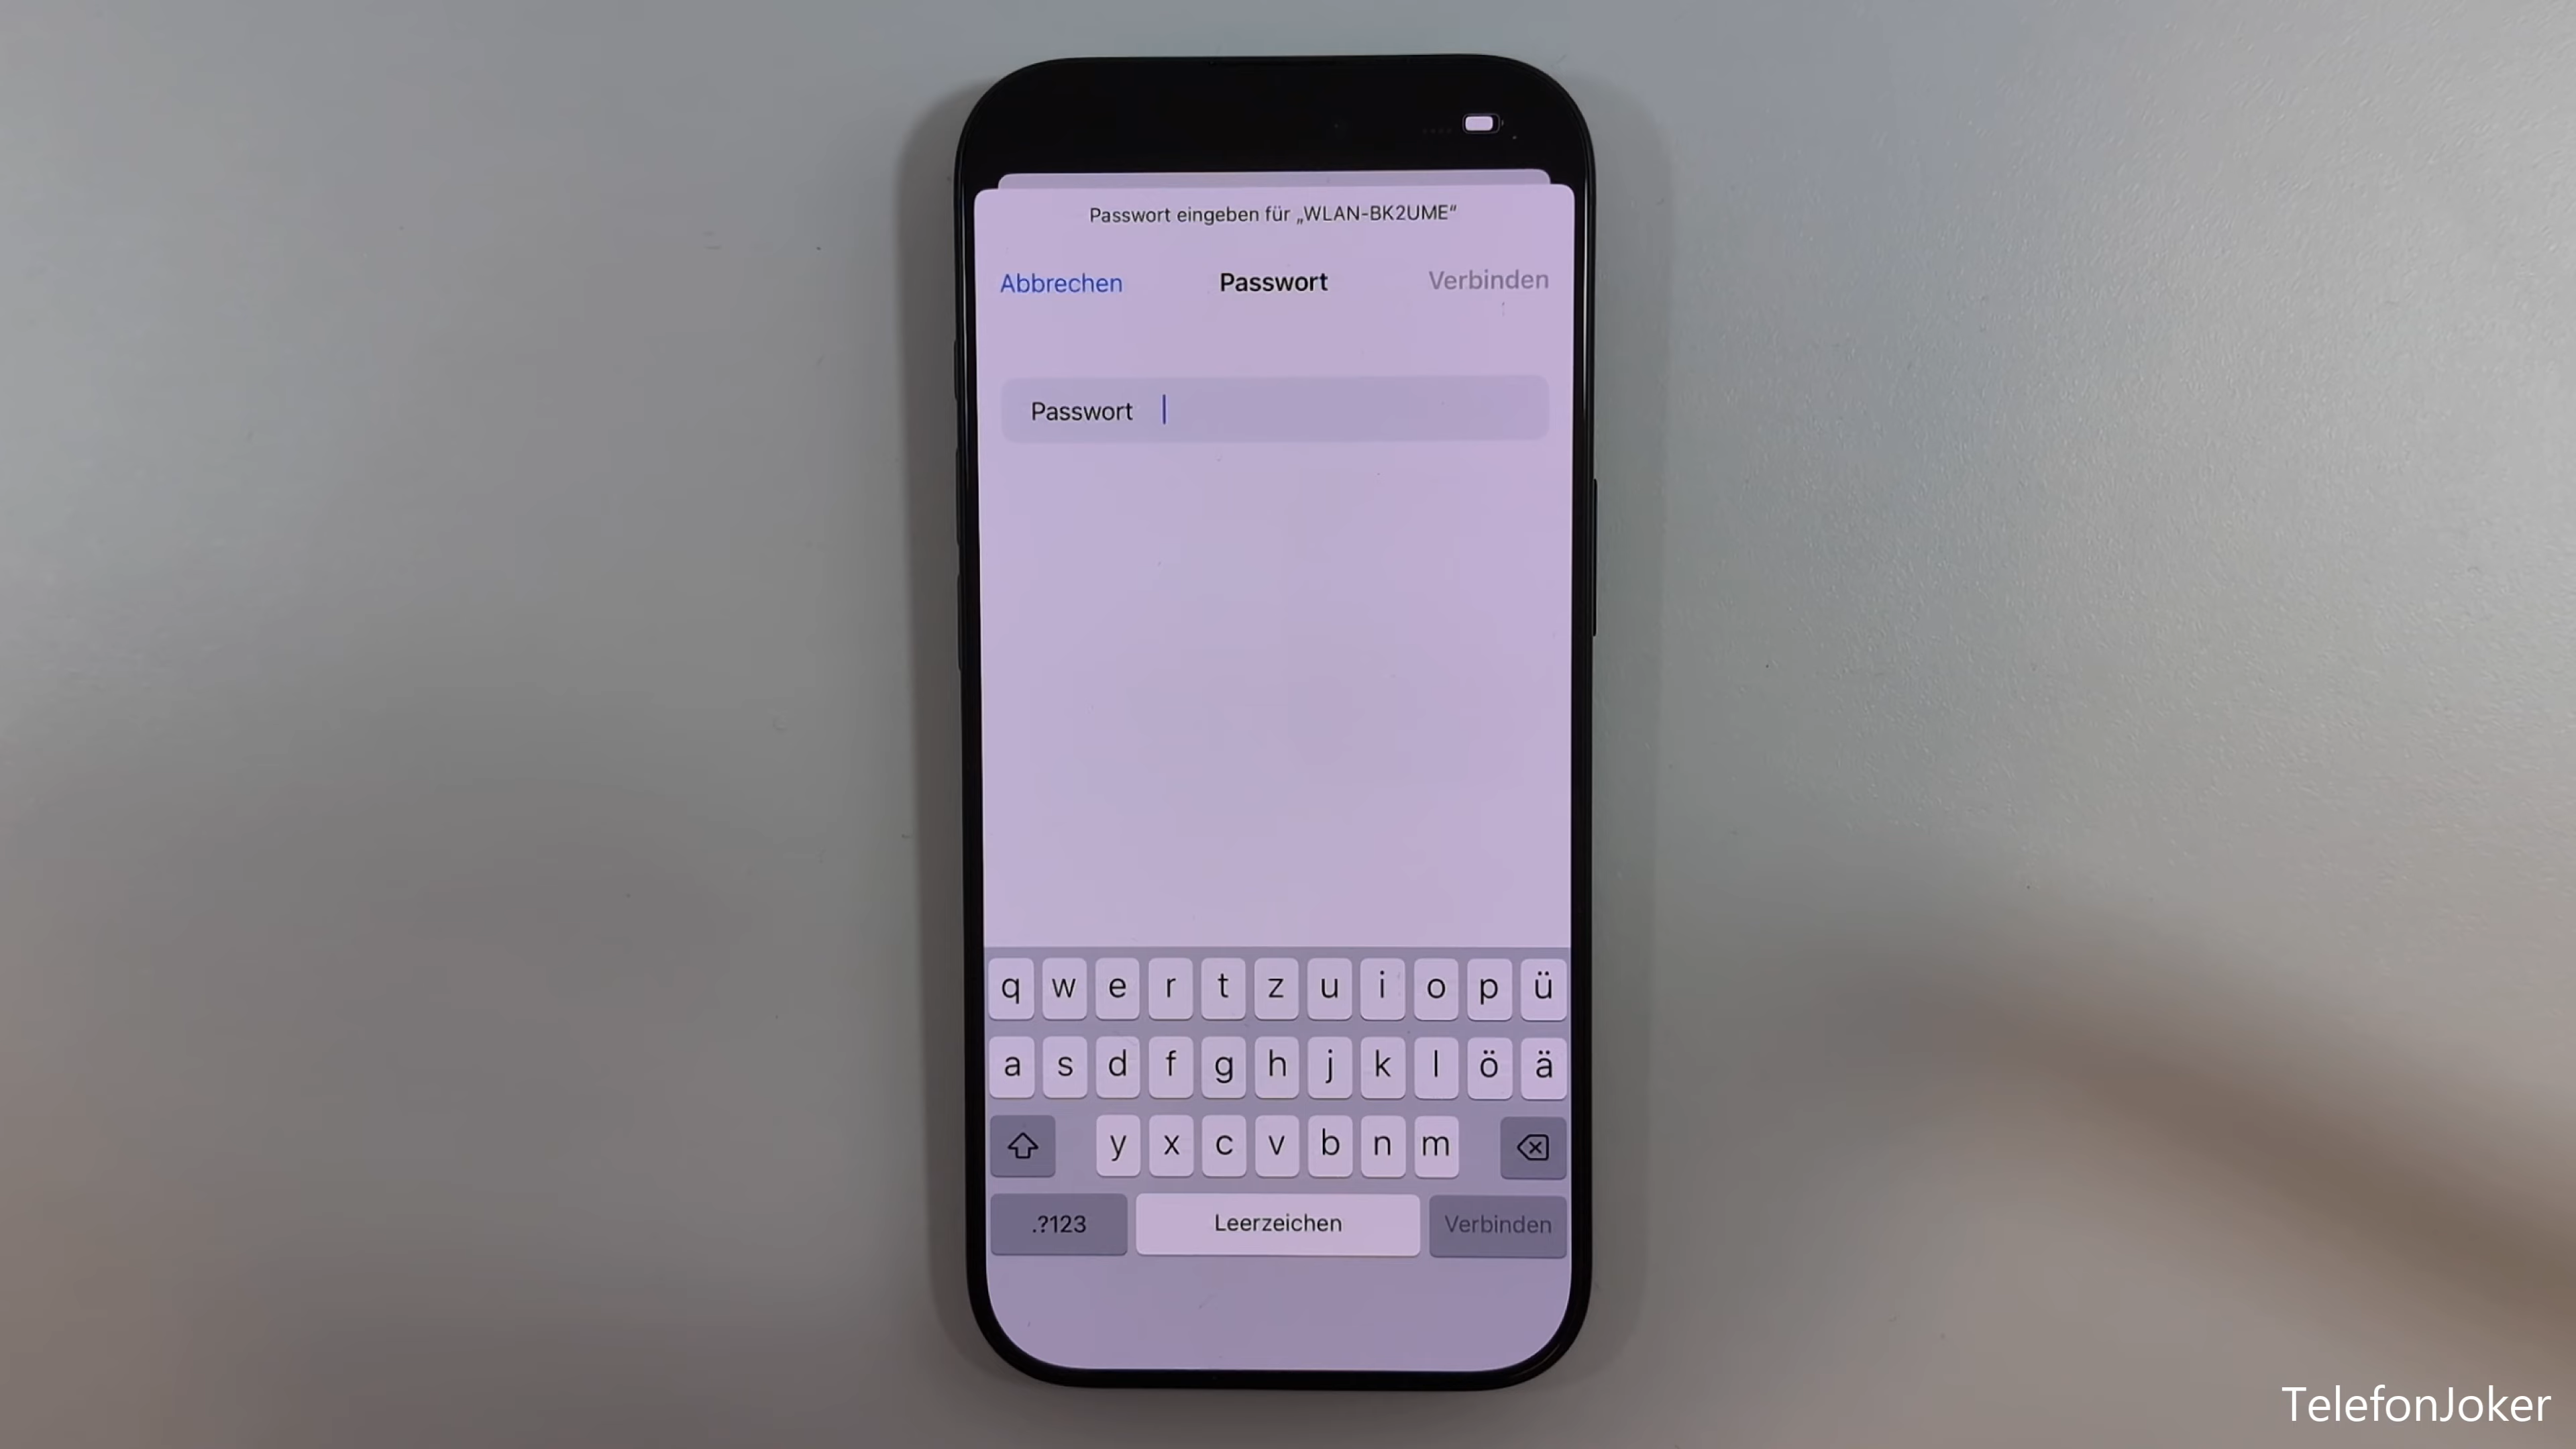 Passwort eingeben für „WLAN-BK2UME“
Abbrechen Passwort Verbinden
Passwort
q w e r t z u i o p ü
a s d f g h j k l ö ä
y x c v b n m
.?123 Leerzeichen Verbinden
TelefonJoker